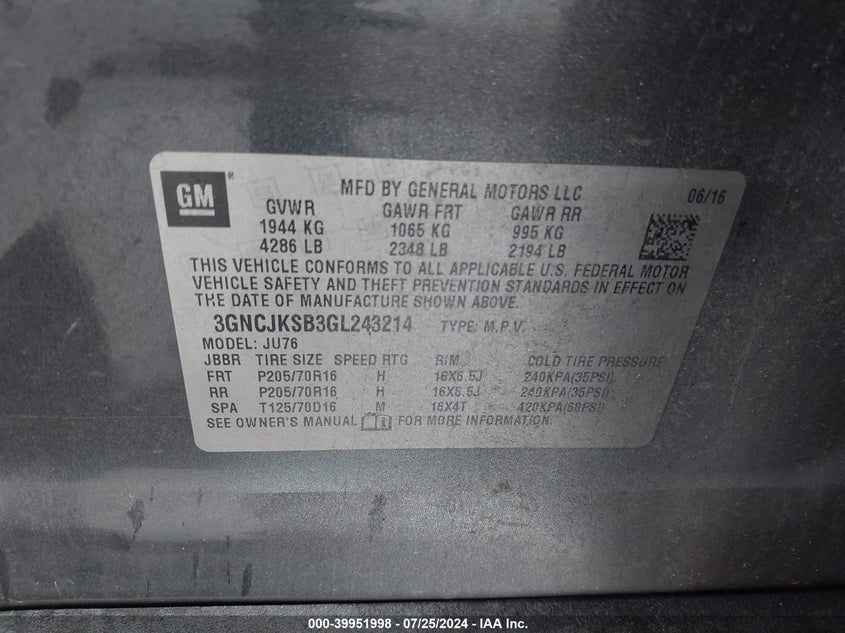 GM ®
MFD BY GENERAL MOTORS LLC 06/16
GVWR GAWR FRT GAWR RR
1944 KG 1065 KG 995 KG
4286 LB 2348 LB 2194 LB
THIS VEHICLE CONFORMS TO ALL APPLICABLE U.S. FEDERAL MOTOR
VEHICLE SAFETY AND THEFT PREVENTION STANDARDS IN EFFECT ON
THE DATE OF MANUFACTURE SHOWN ABOVE.
3GNCJKSB3GL243214 TYPE: M.P.V.
MODEL: JU76
JBBR TIRE SIZE SPEED RTG RIM COLD TIRE PRESSURE
FRT P205/70R16 H 16X6.5J 240KPA(35PSI)
RR P205/70R16 H 16X6.5J 240KPA(35PSI)
SPA T125/70D16 M 16X4T 420KPA(60PSI)
SEE OWNER'S MANUAL FOR MORE INFORMATION.
000-39951998 - 07/25/2024 - IAA Inc.